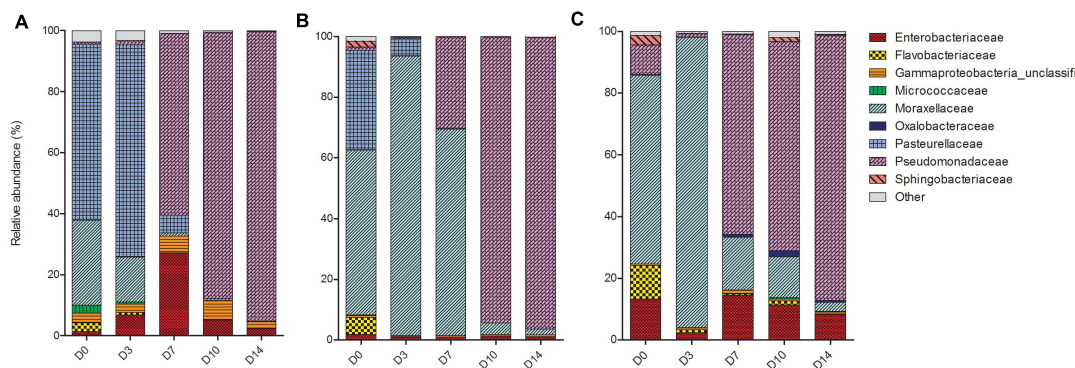 A
B
C
Relative abundance (%)
100
80
60
40
20
0
D0
D3
D7
D10
D14
100
80
60
40
20
0
D0
D3
D7
D10
D14
100
80
60
40
20
0
D0
D3
D7
D10
D14
Enterobacteriaceae
Flavobacteriaceae
Gammaproteobacteria_unclassifi
Micrococcaceae
Moraxellaceae
Oxalobacteraceae
Pasteurellaceae
Pseudomonadaceae
Sphingobacteriaceae
Other